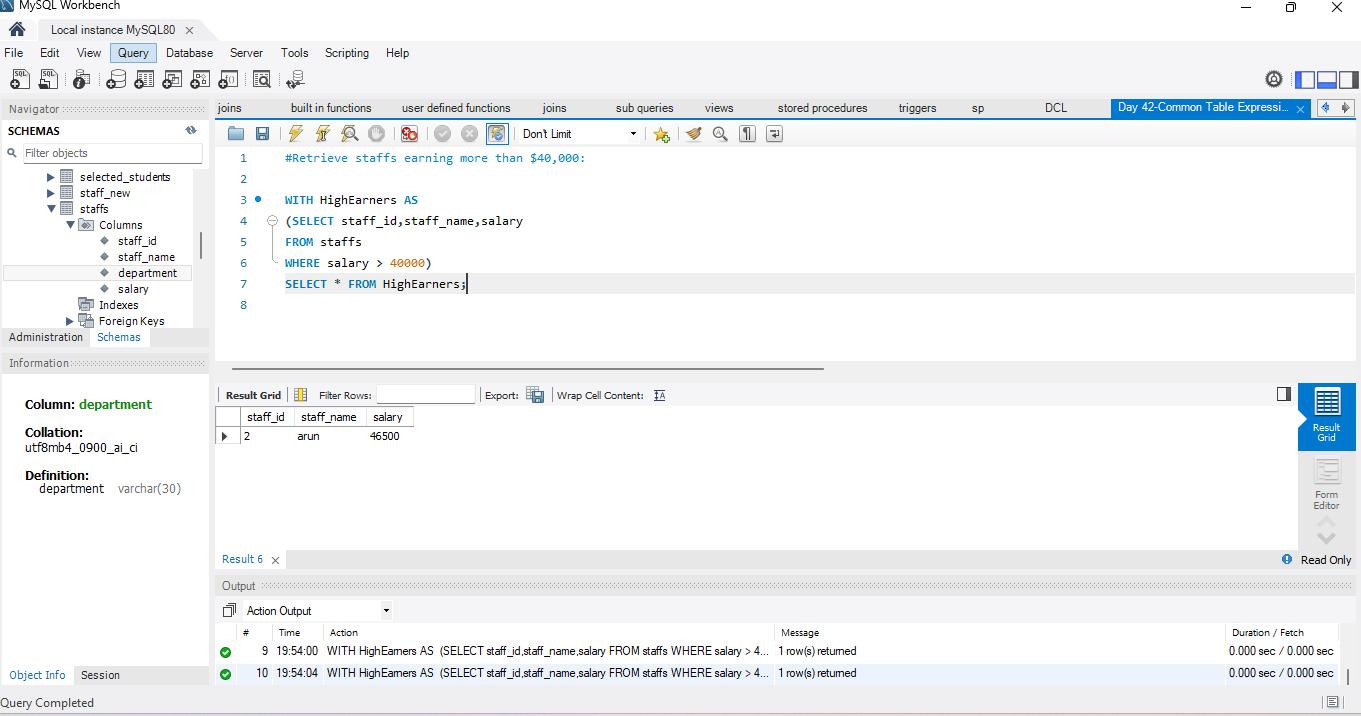 MySQL Workbench
Local instance MySQL80
File Edit View Query Database Server Tools Scripting Help
Navigator
SCHEMAS
Filter objects
selected_students
staff_new
staffs
Columns
staff_id
staff_name
department
salary
Indexes
Foreign Keys
Administration Schemas
Information
Column: department
Collation:
utf8mb4_0900_ai_ci
Definition:
department varchar(30)
Object Info Session
joins built in functions user defined functions joins sub queries views stored procedures triggers sp DCL Day 42-Common Table Expressi...
Don't Limit
1 #Retrieve staffs earning more than $40,000:
2
3 WITH HighEarners AS
4 (SELECT staff_id,staff_name,salary
5 FROM staffs
6 WHERE salary > 40000)
7 SELECT * FROM HighEarners;
8
Result Grid Filter Rows: Export: Wrap Cell Content:
staff_id staff_name salary
2 arun 46500
Result Grid
Form Editor
Result 6
Read Only
Output
Action Output
# Time Action Message Duration / Fetch
9 19:54:00 WITH HighEarners AS (SELECT staff_id,staff_name,salary FROM staffs WHERE salary > 4... 1 row(s) returned 0.000 sec / 0.000 sec
10 19:54:04 WITH HighEarners AS (SELECT staff_id,staff_name,salary FROM staffs WHERE salary > 4... 1 row(s) returned 0.000 sec / 0.000 sec
Query Completed